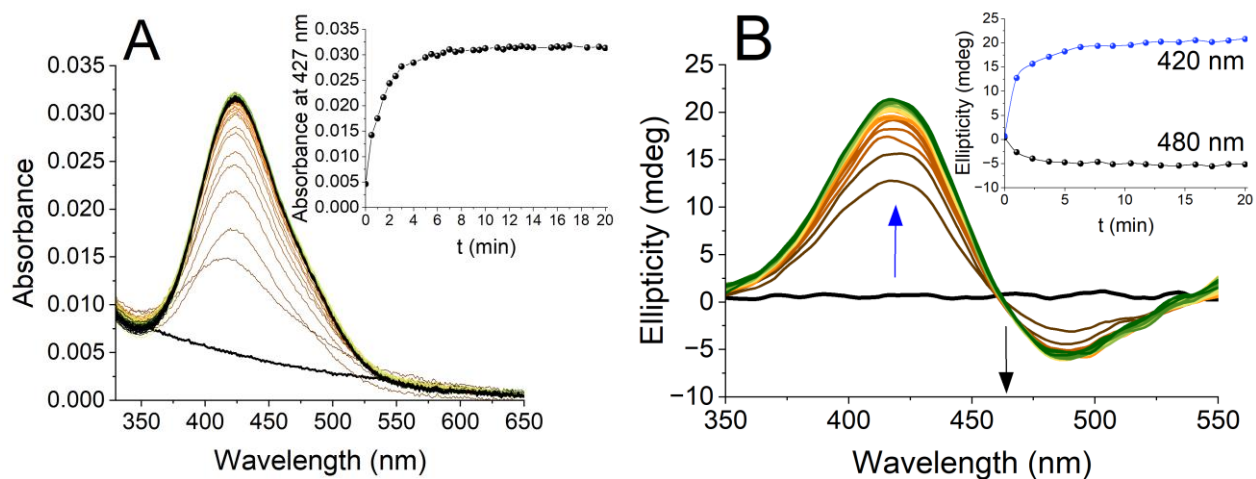 A
Absorbance
0.035
0.030
0.025
0.020
0.015
0.010
0.005
0.000
350 400 450 500 550 600 650
Wavelength (nm)
Absorbance at 427 nm
0.035
0.030
0.025
0.020
0.015
0.010
0.005
0.000
0 2 4 6 8 10 12 14 16 18 20
t (min)
B
Ellipticity (mdeg)
25
20
15
10
5
0
−5
−10
350 400 450 500 550
Wavelength (nm)
Ellipticity (mdeg)
25
20
15
10
5
0
−5
−10
420 nm
480 nm
0 5 10 15 20
t (min)